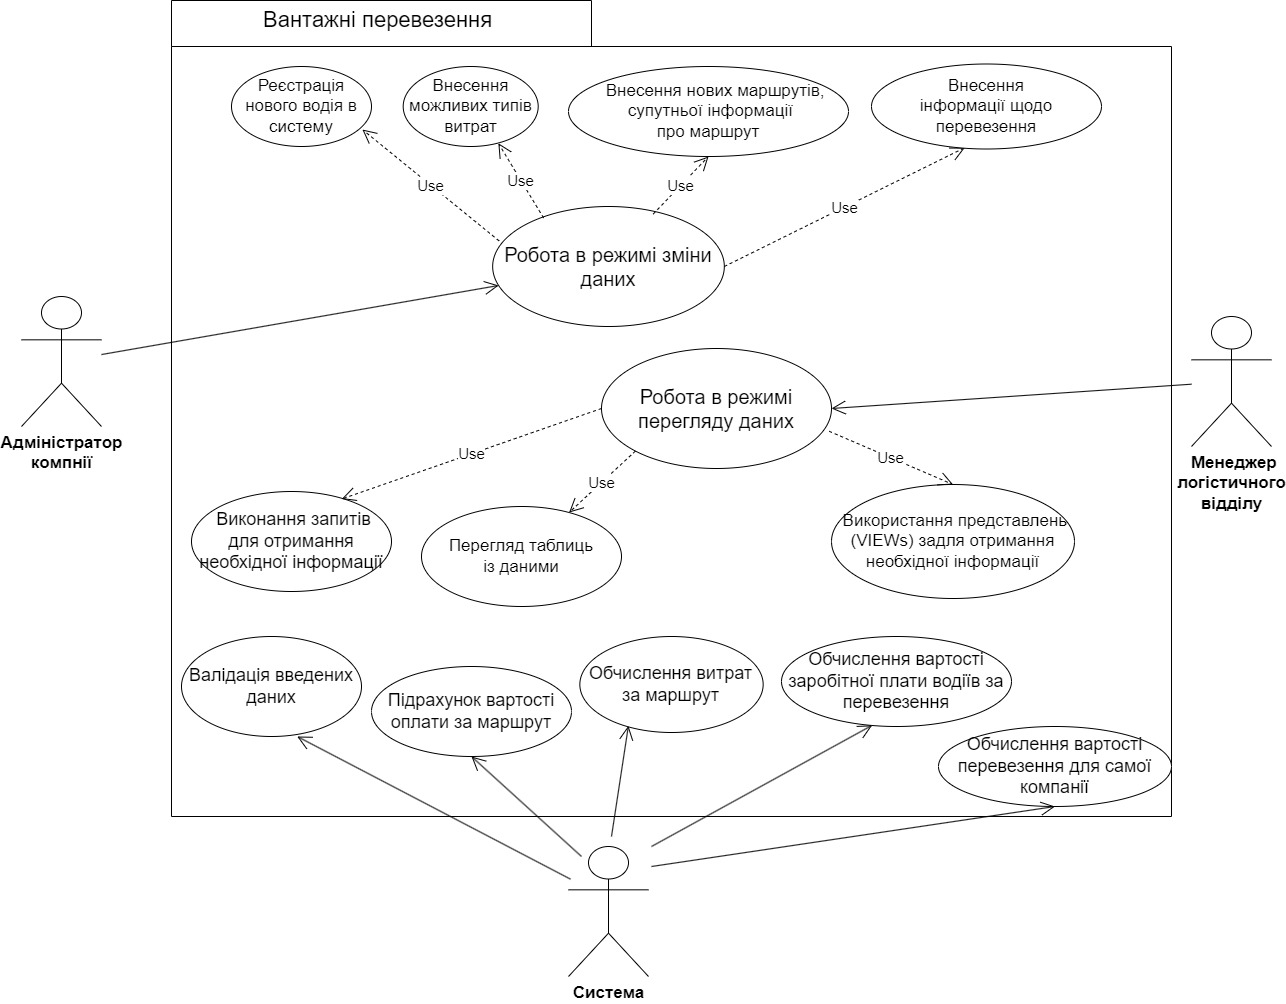 Вантажні перевезення
Реєстрація
нового водія в
систему
Внесення
можливих типів
витрат
Внесення нових маршрутів,
супутньої інформації
про маршрут
Внесення
інформації щодо
перевезення
Use
Use
Use
Use
Робота в режимі зміни
даних
Адміністратор
компнії
Робота в режимі
перегляду даних
Менеджер
логістичного
відділу
Use
Use
Use
Виконання запитів
для отримання
необхідної інформації
Перегляд таблиць
із даними
Використання представлень
(VIEWs) задля отримання
необхідної інформації
Валідація введених
даних
Підрахунок вартості
оплати за маршрут
Обчислення витрат
за маршрут
Обчислення вартості
заробітної плати водіїв за
перевезення
Обчислення вартості
перевезення для самої
компанії
Система